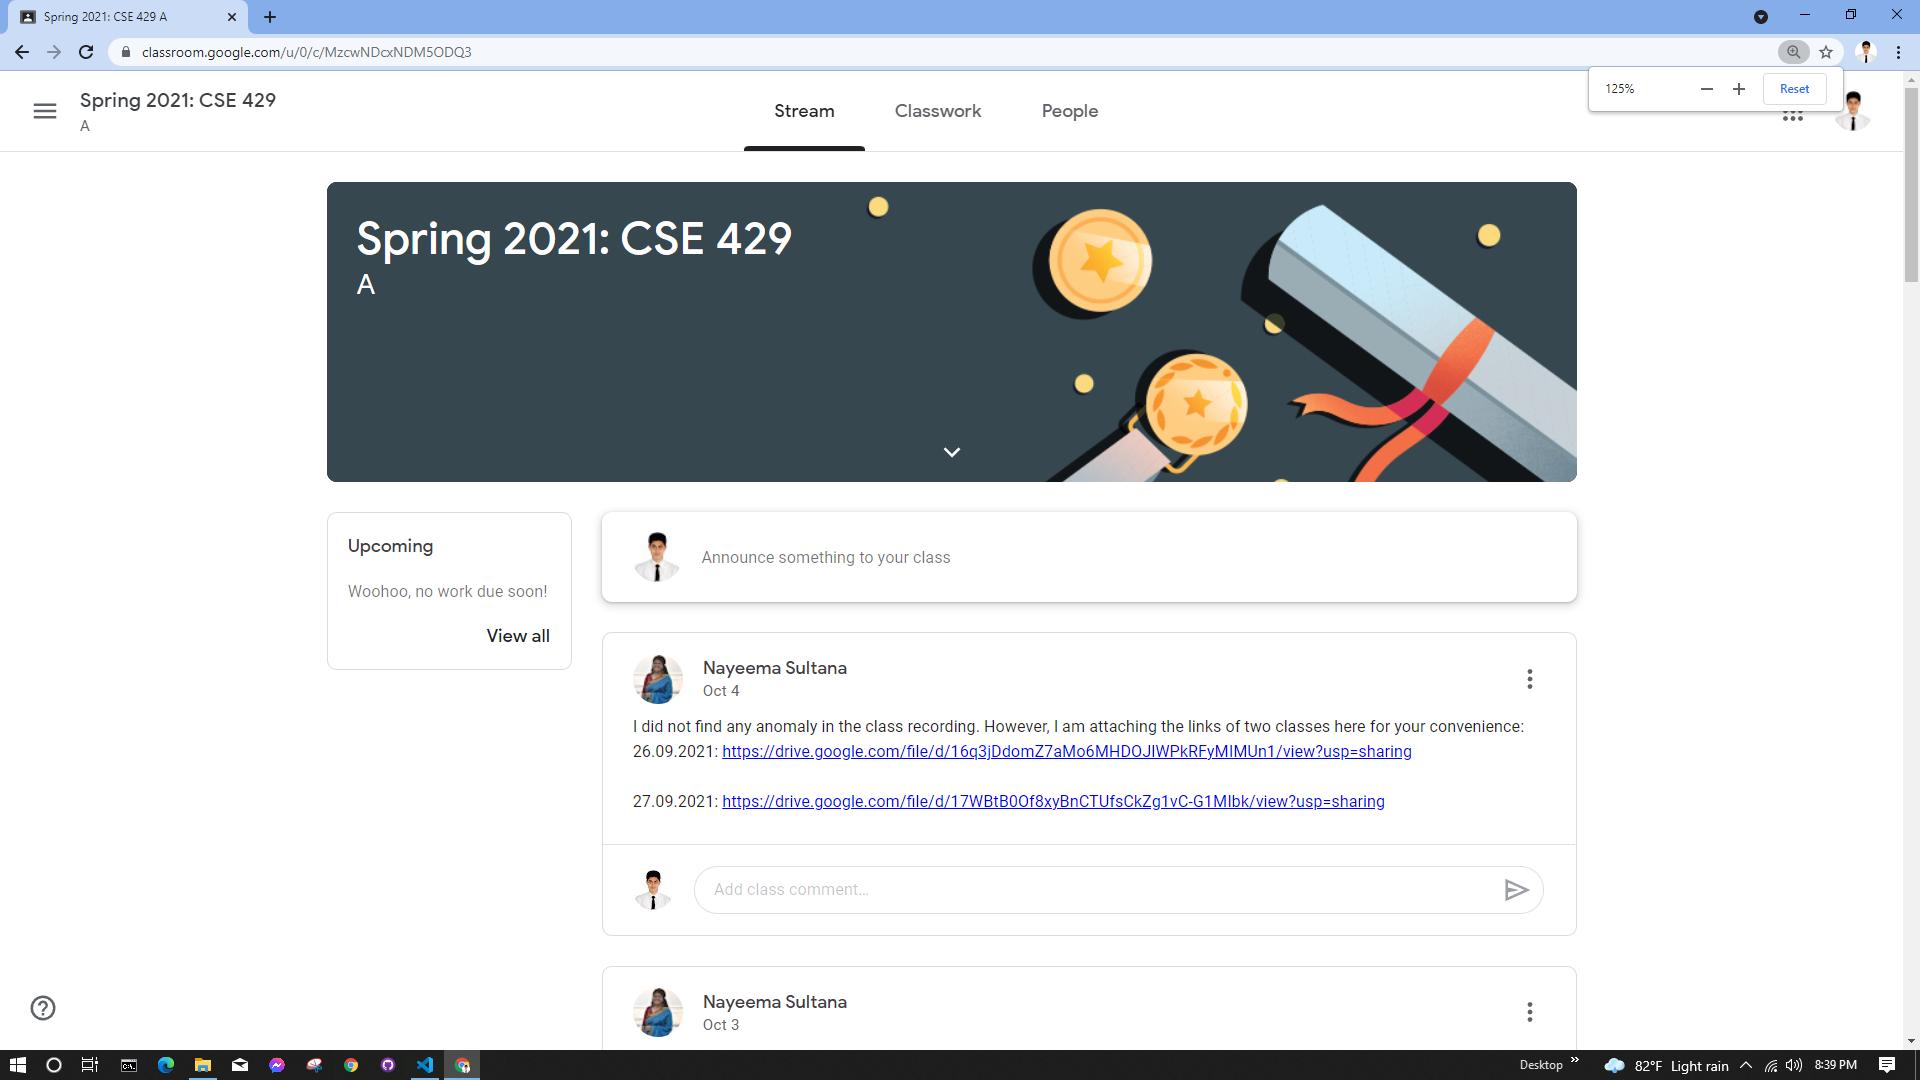 Spring 2021: CSE 429 A
classroom.google.com/u/0/c/MzcwNDcxNDM5ODQ3
125%
Reset
Spring 2021: CSE 429
A
Stream
Classwork
People
Spring 2021: CSE 429
A
Upcoming
Woohoo, no work due soon!
View all
Announce something to your class
Nayeema Sultana
Oct 4
I did not find any anomaly in the class recording. However, I am attaching the links of two classes here for your convenience:
26.09.2021: https://drive.google.com/file/d/16q3jDdomZ7aMo6MHDOJIWPkRFyMIMUn1/view?usp=sharing
27.09.2021: https://drive.google.com/file/d/17WBtB0Of8xyBnCTUfsCkZg1vC-G1MIbk/view?usp=sharing
Add class comment...
Nayeema Sultana
Oct 3
Desktop
82°F Light rain
8:39 PM